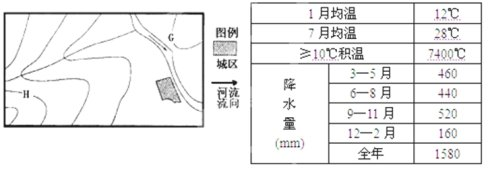 G
H
图例
城区
河流
流向
1月均温 12℃
7月均温 28℃
≥10℃积温 7400℃
降水量(mm)
3—5月 460
6—8月 440
9—11月 520
12—2月 160
全年 1580